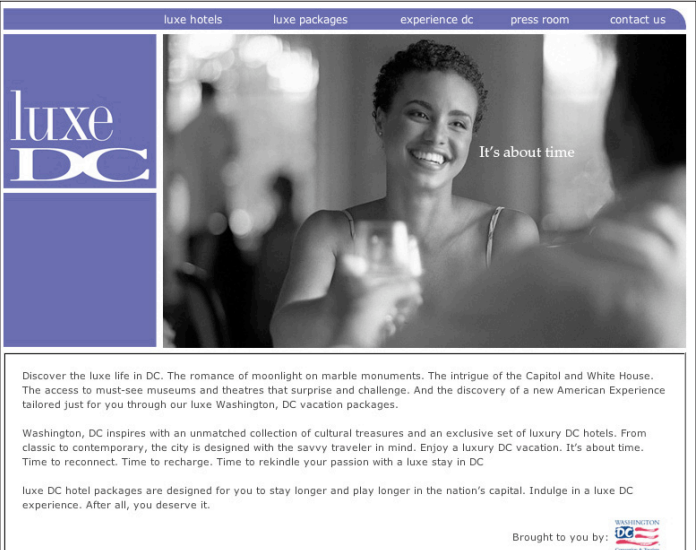 luxe hotels luxe packages experience dc press room contact us
luxe
DC
It's about time
Discover the luxe life in DC. The romance of moonlight on marble monuments. The intrigue of the Capitol and White House.
The access to must-see museums and theatres that surprise and challenge. And the discovery of a new American Experience
tailored just for you through our luxe Washington, DC vacation packages.
Washington, DC inspires with an unmatched collection of cultural treasures and an exclusive set of luxury DC hotels. From
classic to contemporary, the city is designed with the savvy traveler in mind. Enjoy a luxury DC vacation. It's about time.
Time to reconnect. Time to recharge. Time to rekindle your passion with a luxe stay in DC
luxe DC hotel packages are designed for you to stay longer and play longer in the nation's capital. Indulge in a luxe DC
experience. After all, you deserve it.
Brought to you by:
WASHINGTON
DC